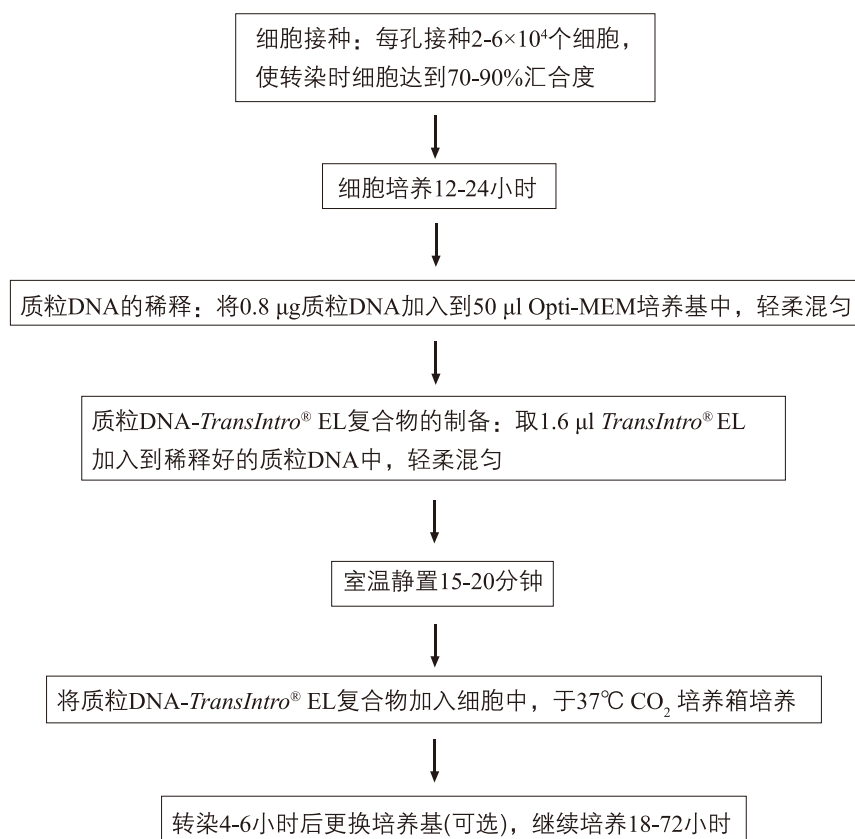 细胞接种：每孔接种2-6×10⁴个细胞，
使转染时细胞达到70-90%汇合度
细胞培养12-24小时
质粒DNA的稀释：将0.8 μg质粒DNA加入到50 μl Opti-MEM培养基中，轻柔混匀
质粒DNA-TransIntro® EL复合物的制备：取1.6 μl TransIntro® EL
加入到稀释好的质粒DNA中，轻柔混匀
室温静置15-20分钟
将质粒DNA-TransIntro® EL复合物加入细胞中，于37℃ CO₂ 培养箱培养
转染4-6小时后更换培养基(可选)，继续培养18-72小时